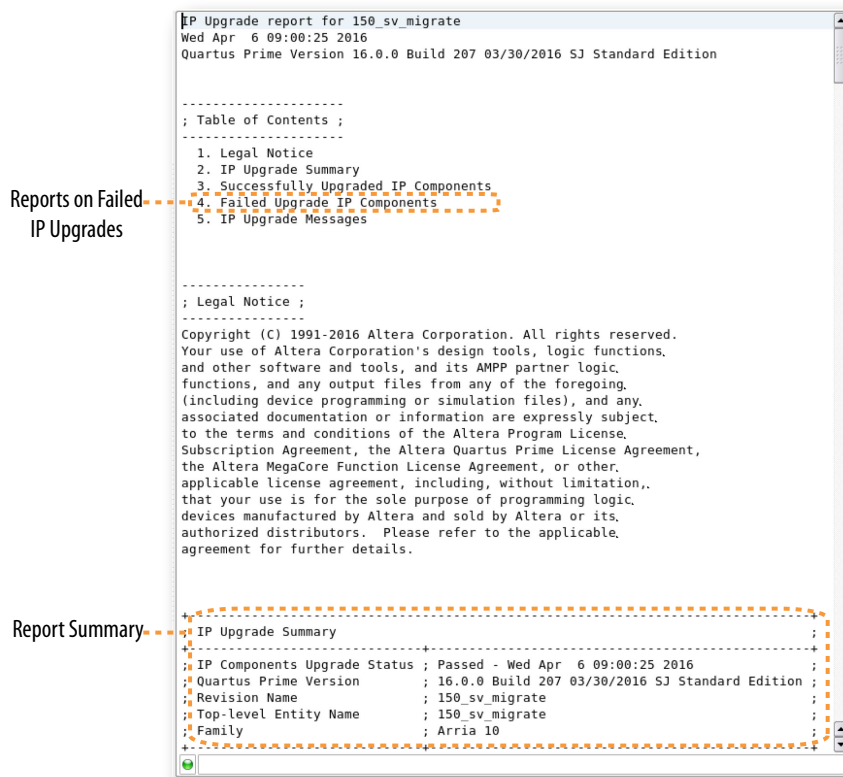 IP Upgrade report for 150_sv_migrate
Wed Apr  6 09:00:25 2016
Quartus Prime Version 16.0.0 Build 207 03/30/2016 SJ Standard Edition
---------------------
; Table of Contents ;
---------------------
  1. Legal Notice
  2. IP Upgrade Summary
  3. Successfully Upgraded IP Components
  4. Failed Upgrade IP Components
  5. IP Upgrade Messages
Reports on Failed
IP Upgrades
----------------
; Legal Notice ;
----------------
Copyright (C) 1991-2016 Altera Corporation. All rights reserved.
Your use of Altera Corporation's design tools, logic functions.
and other software and tools, and its AMPP partner logic.
functions, and any output files from any of the foregoing.
(including device programming or simulation files), and any.
associated documentation or information are expressly subject.
to the terms and conditions of the Altera Program License.
Subscription Agreement, the Altera Quartus Prime License Agreement,
the Altera MegaCore Function License Agreement, or other.
applicable license agreement, including, without limitation,.
that your use is for the sole purpose of programming logic.
devices manufactured by Altera and sold by Altera or its.
authorized distributors.  Please refer to the applicable.
agreement for further details.
Report Summary
+-----------------------------------------------------------------------------------+
; IP Upgrade Summary                                                                ;
+------------------------------+----------------------------------------------------+
; IP Components Upgrade Status ; Passed - Wed Apr  6 09:00:25 2016                  ;
; Quartus Prime Version        ; 16.0.0 Build 207 03/30/2016 SJ Standard Edition ;
; Revision Name                ; 150_sv_migrate                                     ;
; Top-level Entity Name        ; 150_sv_migrate                                     ;
; Family                       ; Arria 10                                           ;
+------------------------------+----------------------------------------------------+